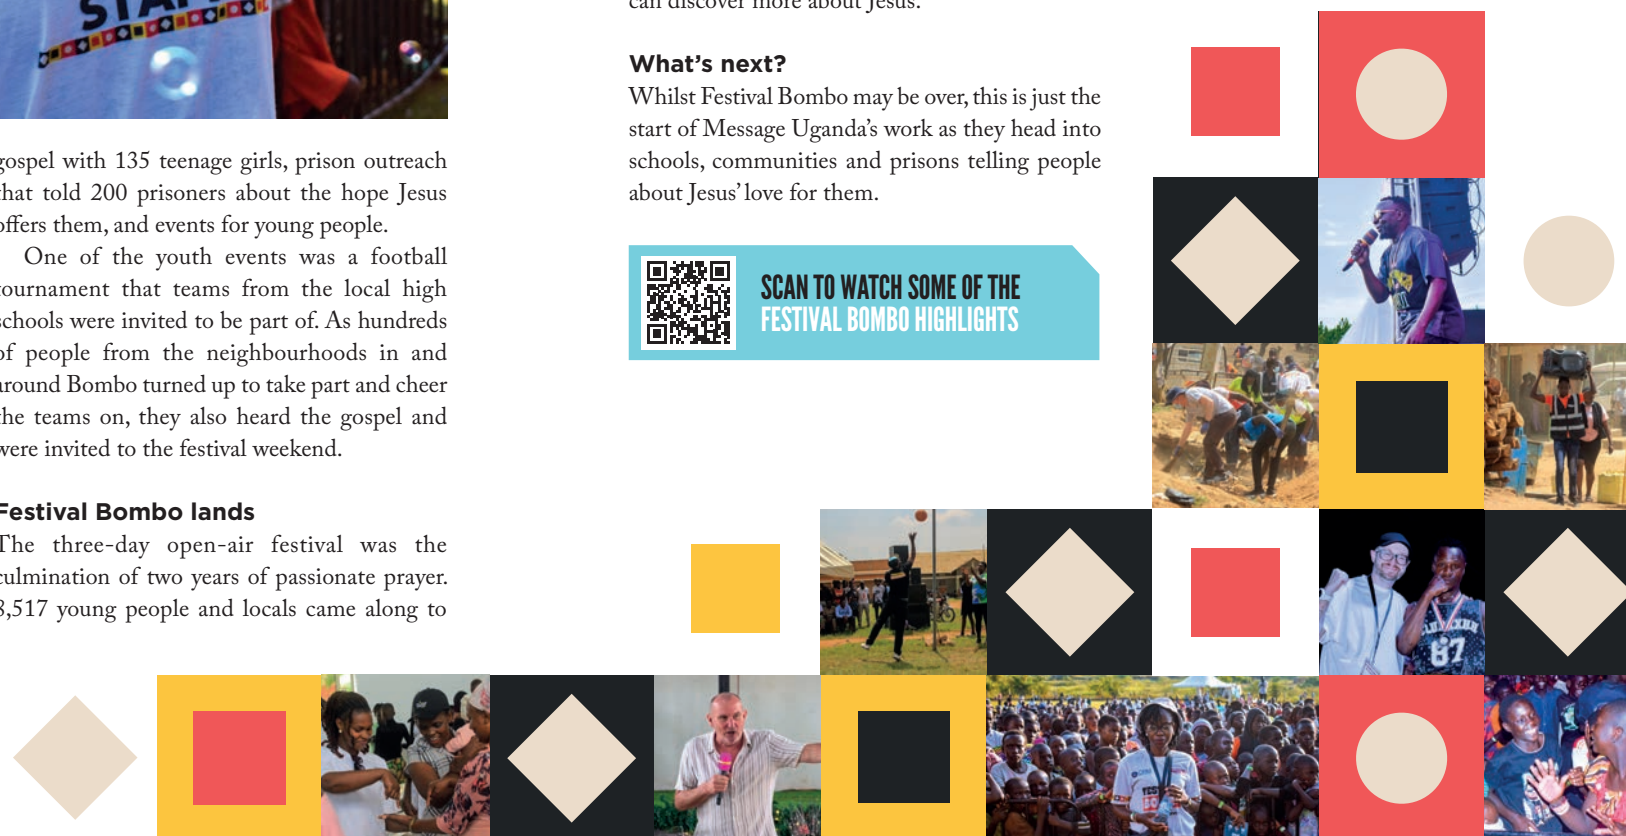 STAFF
gospel with 135 teenage girls, prison outreach
that told 200 prisoners about the hope Jesus
offers them, and events for young people.
One of the youth events was a football
tournament that teams from the local high
schools were invited to be part of. As hundreds
of people from the neighbourhoods in and
around Bombo turned up to take part and cheer
the teams on, they also heard the gospel and
were invited to the festival weekend.
Festival Bombo lands
The three-day open-air festival was the
culmination of two years of passionate prayer.
8,517 young people and locals came along to
can discover more about Jesus.
What's next?
Whilst Festival Bombo may be over, this is just the
start of Message Uganda's work as they head into
schools, communities and prisons telling people
about Jesus' love for them.
SCAN TO WATCH SOME OF THE
FESTIVAL BOMBO HIGHLIGHTS
87